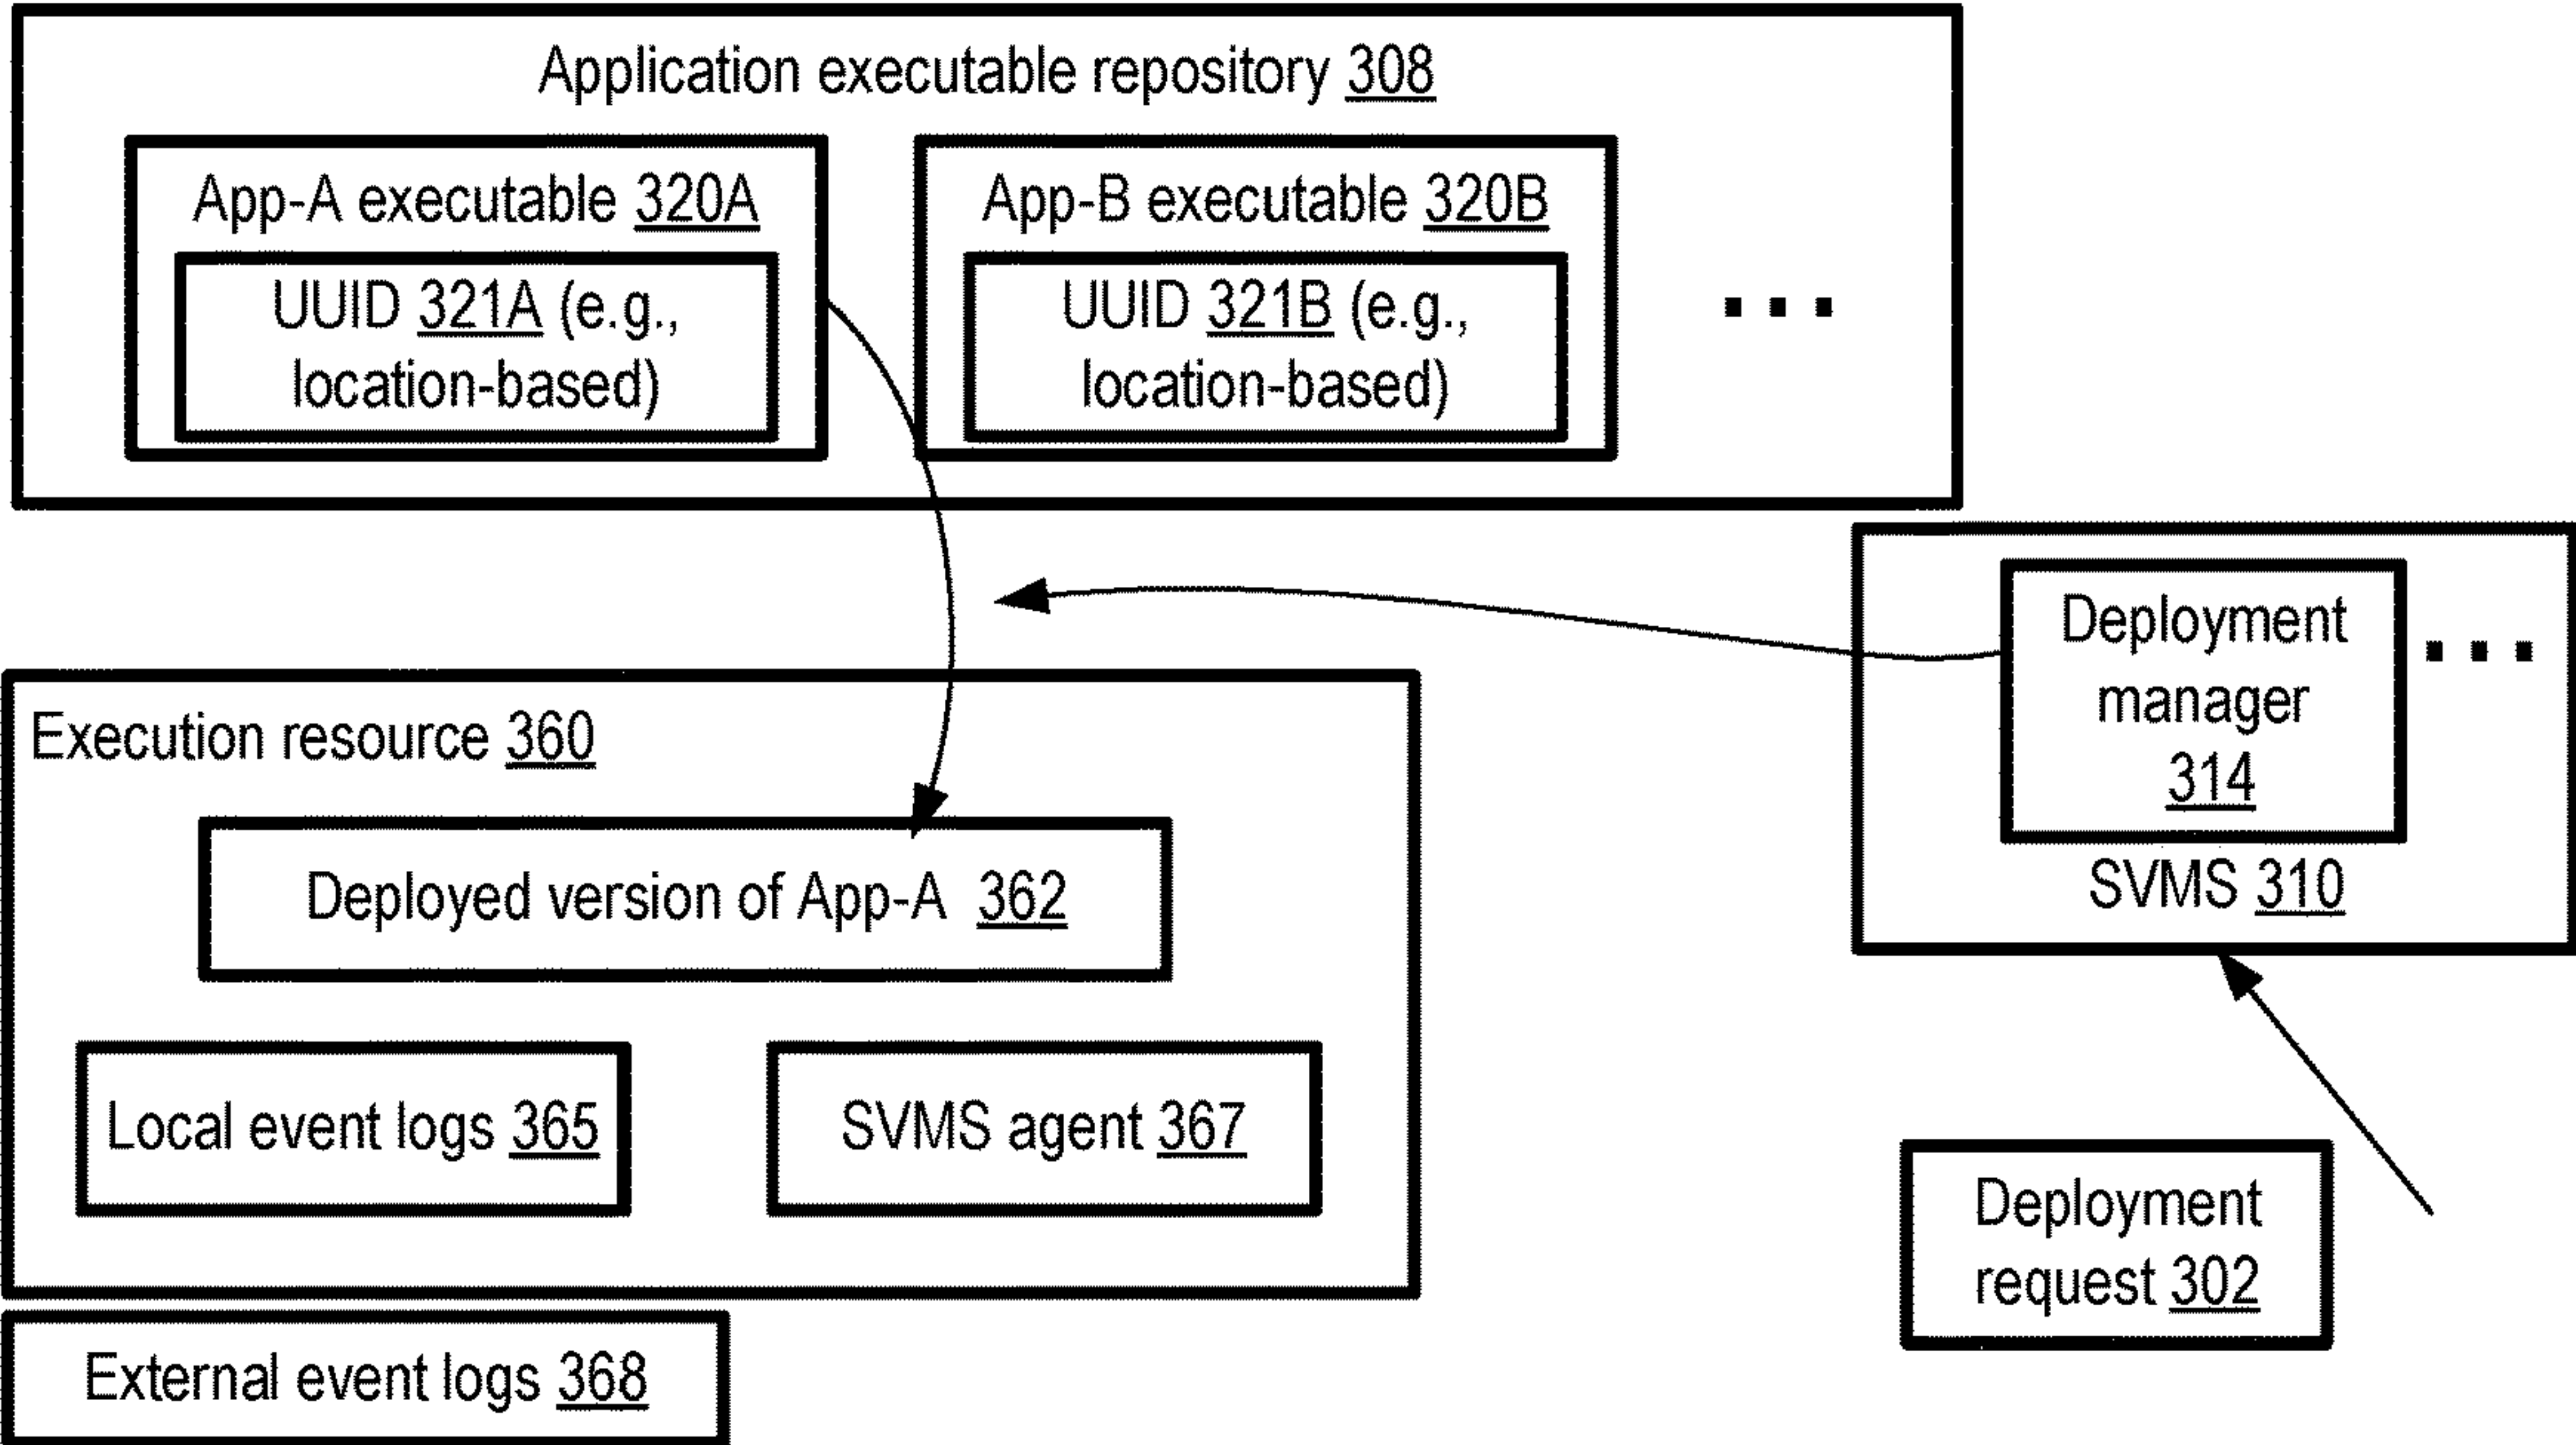 Application executable repository 308
App-A executable 320A
UUID 321A (e.g.,
location-based)
App-B executable 320B
UUID 321B (e.g.,
location-based)
Deployment
manager
314
SVMS 310
Execution resource 360
Deployed version of App-A 362
Local event logs 365
SVMS agent 367
Deployment
request 302
External event logs 368